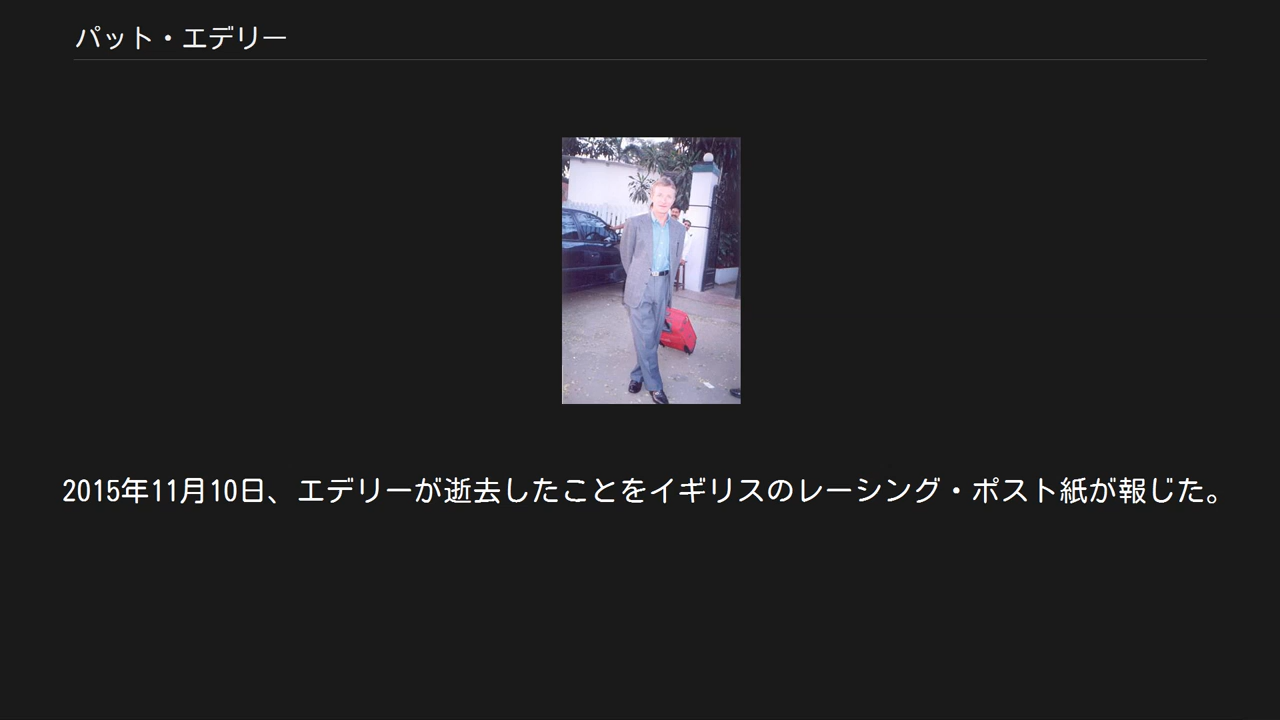 パット・エデリー
2015年11月10日、エデリーが逝去したことをイギリスのレーシング・ポスト紙が報じた。